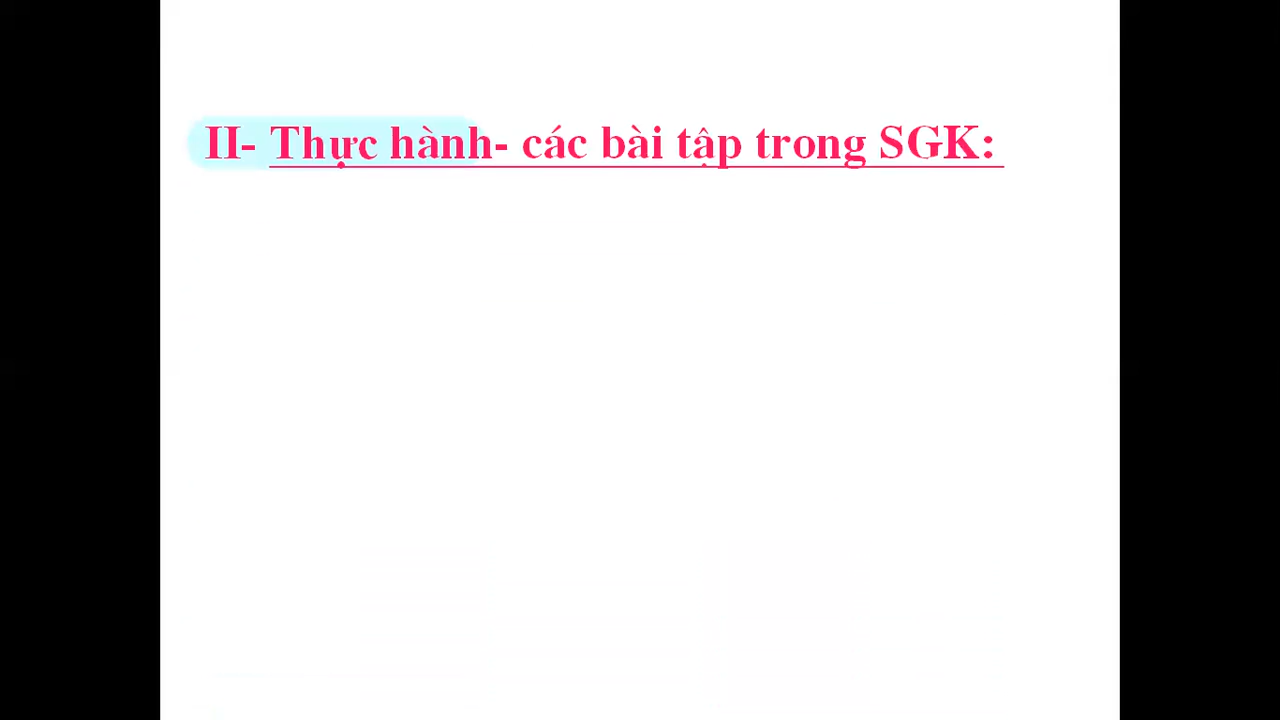 II- Thực hành- các bài tập trong SGK: